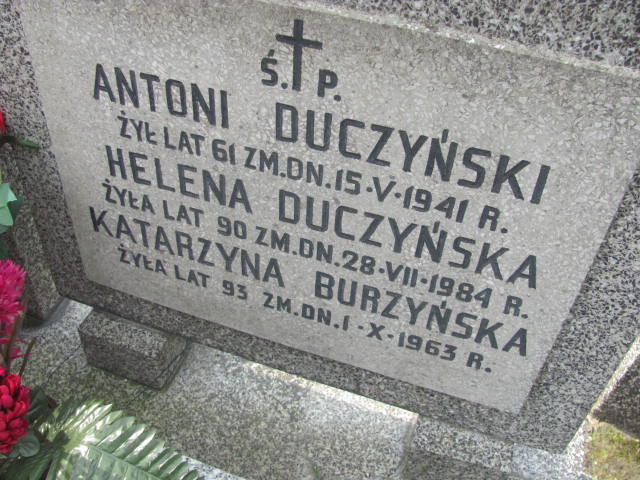 Ś. P.
ANTONI DUCZYŃSKI
ŻYŁ LAT 61 ZM. DN. 15·V·1941 R.
HELENA DUCZYŃSKA
ŻYŁA LAT 90 ZM. DN. 28·VII·1984 R.
KATARZYNA BURZYŃSKA
ŻYŁA LAT 93 ZM. DN. 1·X·1963 R.